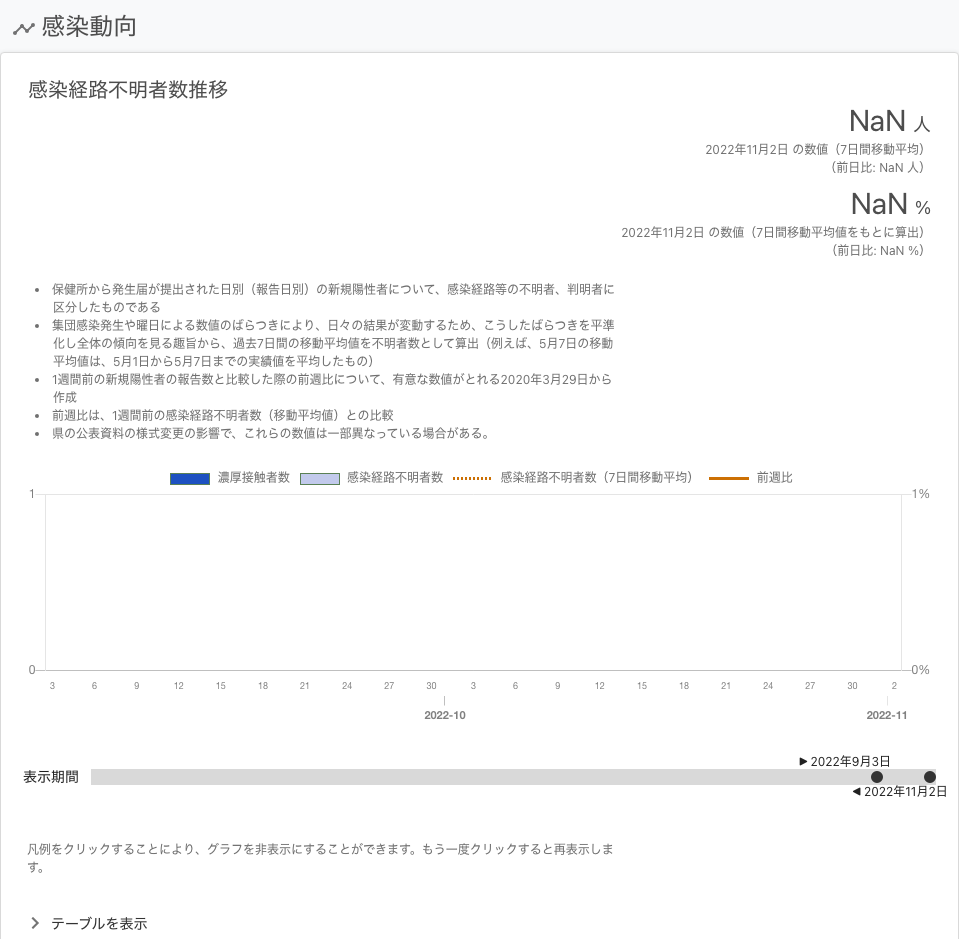 感染動向
感染経路不明者数推移
NaN 人
2022年11月2日 の数値（7日間移動平均）
（前日比: NaN 人）
NaN %
2022年11月2日 の数値（7日間移動平均値をもとに算出）
（前日比: NaN %）
• 保健所から発生届が提出された日別（報告日別）の新規陽性者について、感染経路等の不明者、判明者に
区分したものである
• 集団感染発生や曜日による数値のばらつきにより、日々の結果が変動するため、こうしたばらつきを平準
化し全体の傾向を見る趣旨から、過去7日間の移動平均値を不明者数として算出（例えば、5月7日の移動
平均値は、5月1日から5月7日までの実績値を平均したもの）
• 1週間前の新規陽性者の報告数と比較した際の前週比について、有意な数値がとれる2020年3月29日から
作成
• 前週比は、1週間前の感染経路不明者数（移動平均値）との比較
• 県の公表資料の様式変更の影響で、これらの数値は一部異なっている場合がある。
濃厚接触者数 感染経路不明者数 感染経路不明者数（7日間移動平均） 前週比
1 1%
0 0%
3 6 9 12 15 18 21 24 27 30 3 6 9 12 15 18 21 24 27 30 2
2022-10 2022-11
▶ 2022年9月3日
表示期間
◀ 2022年11月2日
凡例をクリックすることにより、グラフを非表示にすることができます。もう一度クリックすると再表示しま
す。
テーブルを表示